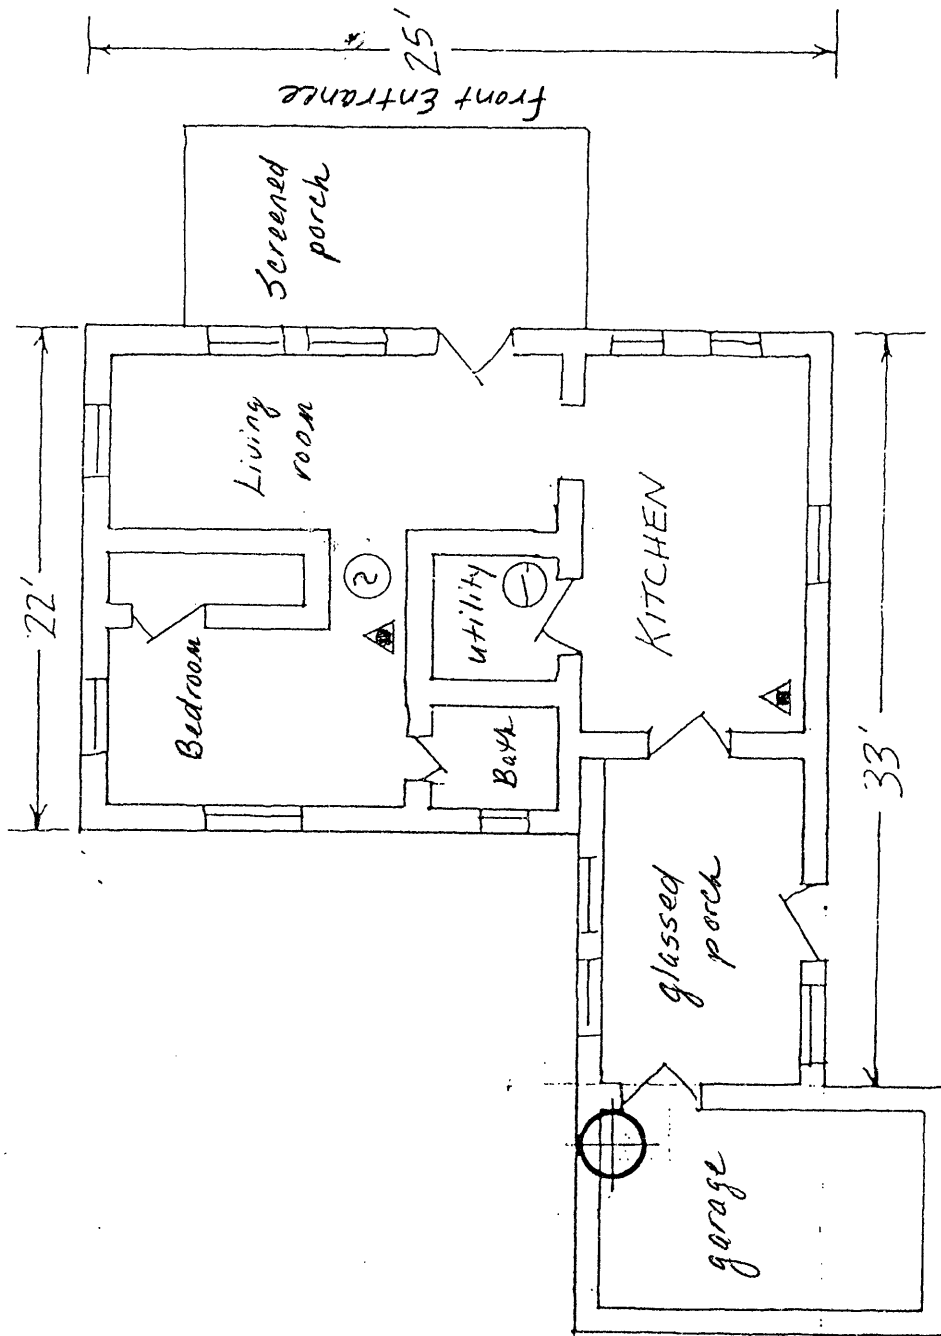 25'
Front Entrance
Screened
porch
22'
Living
room
2
Bedroom
utility
1
KITCHEN
Bath
33'
glassed
porch
garage